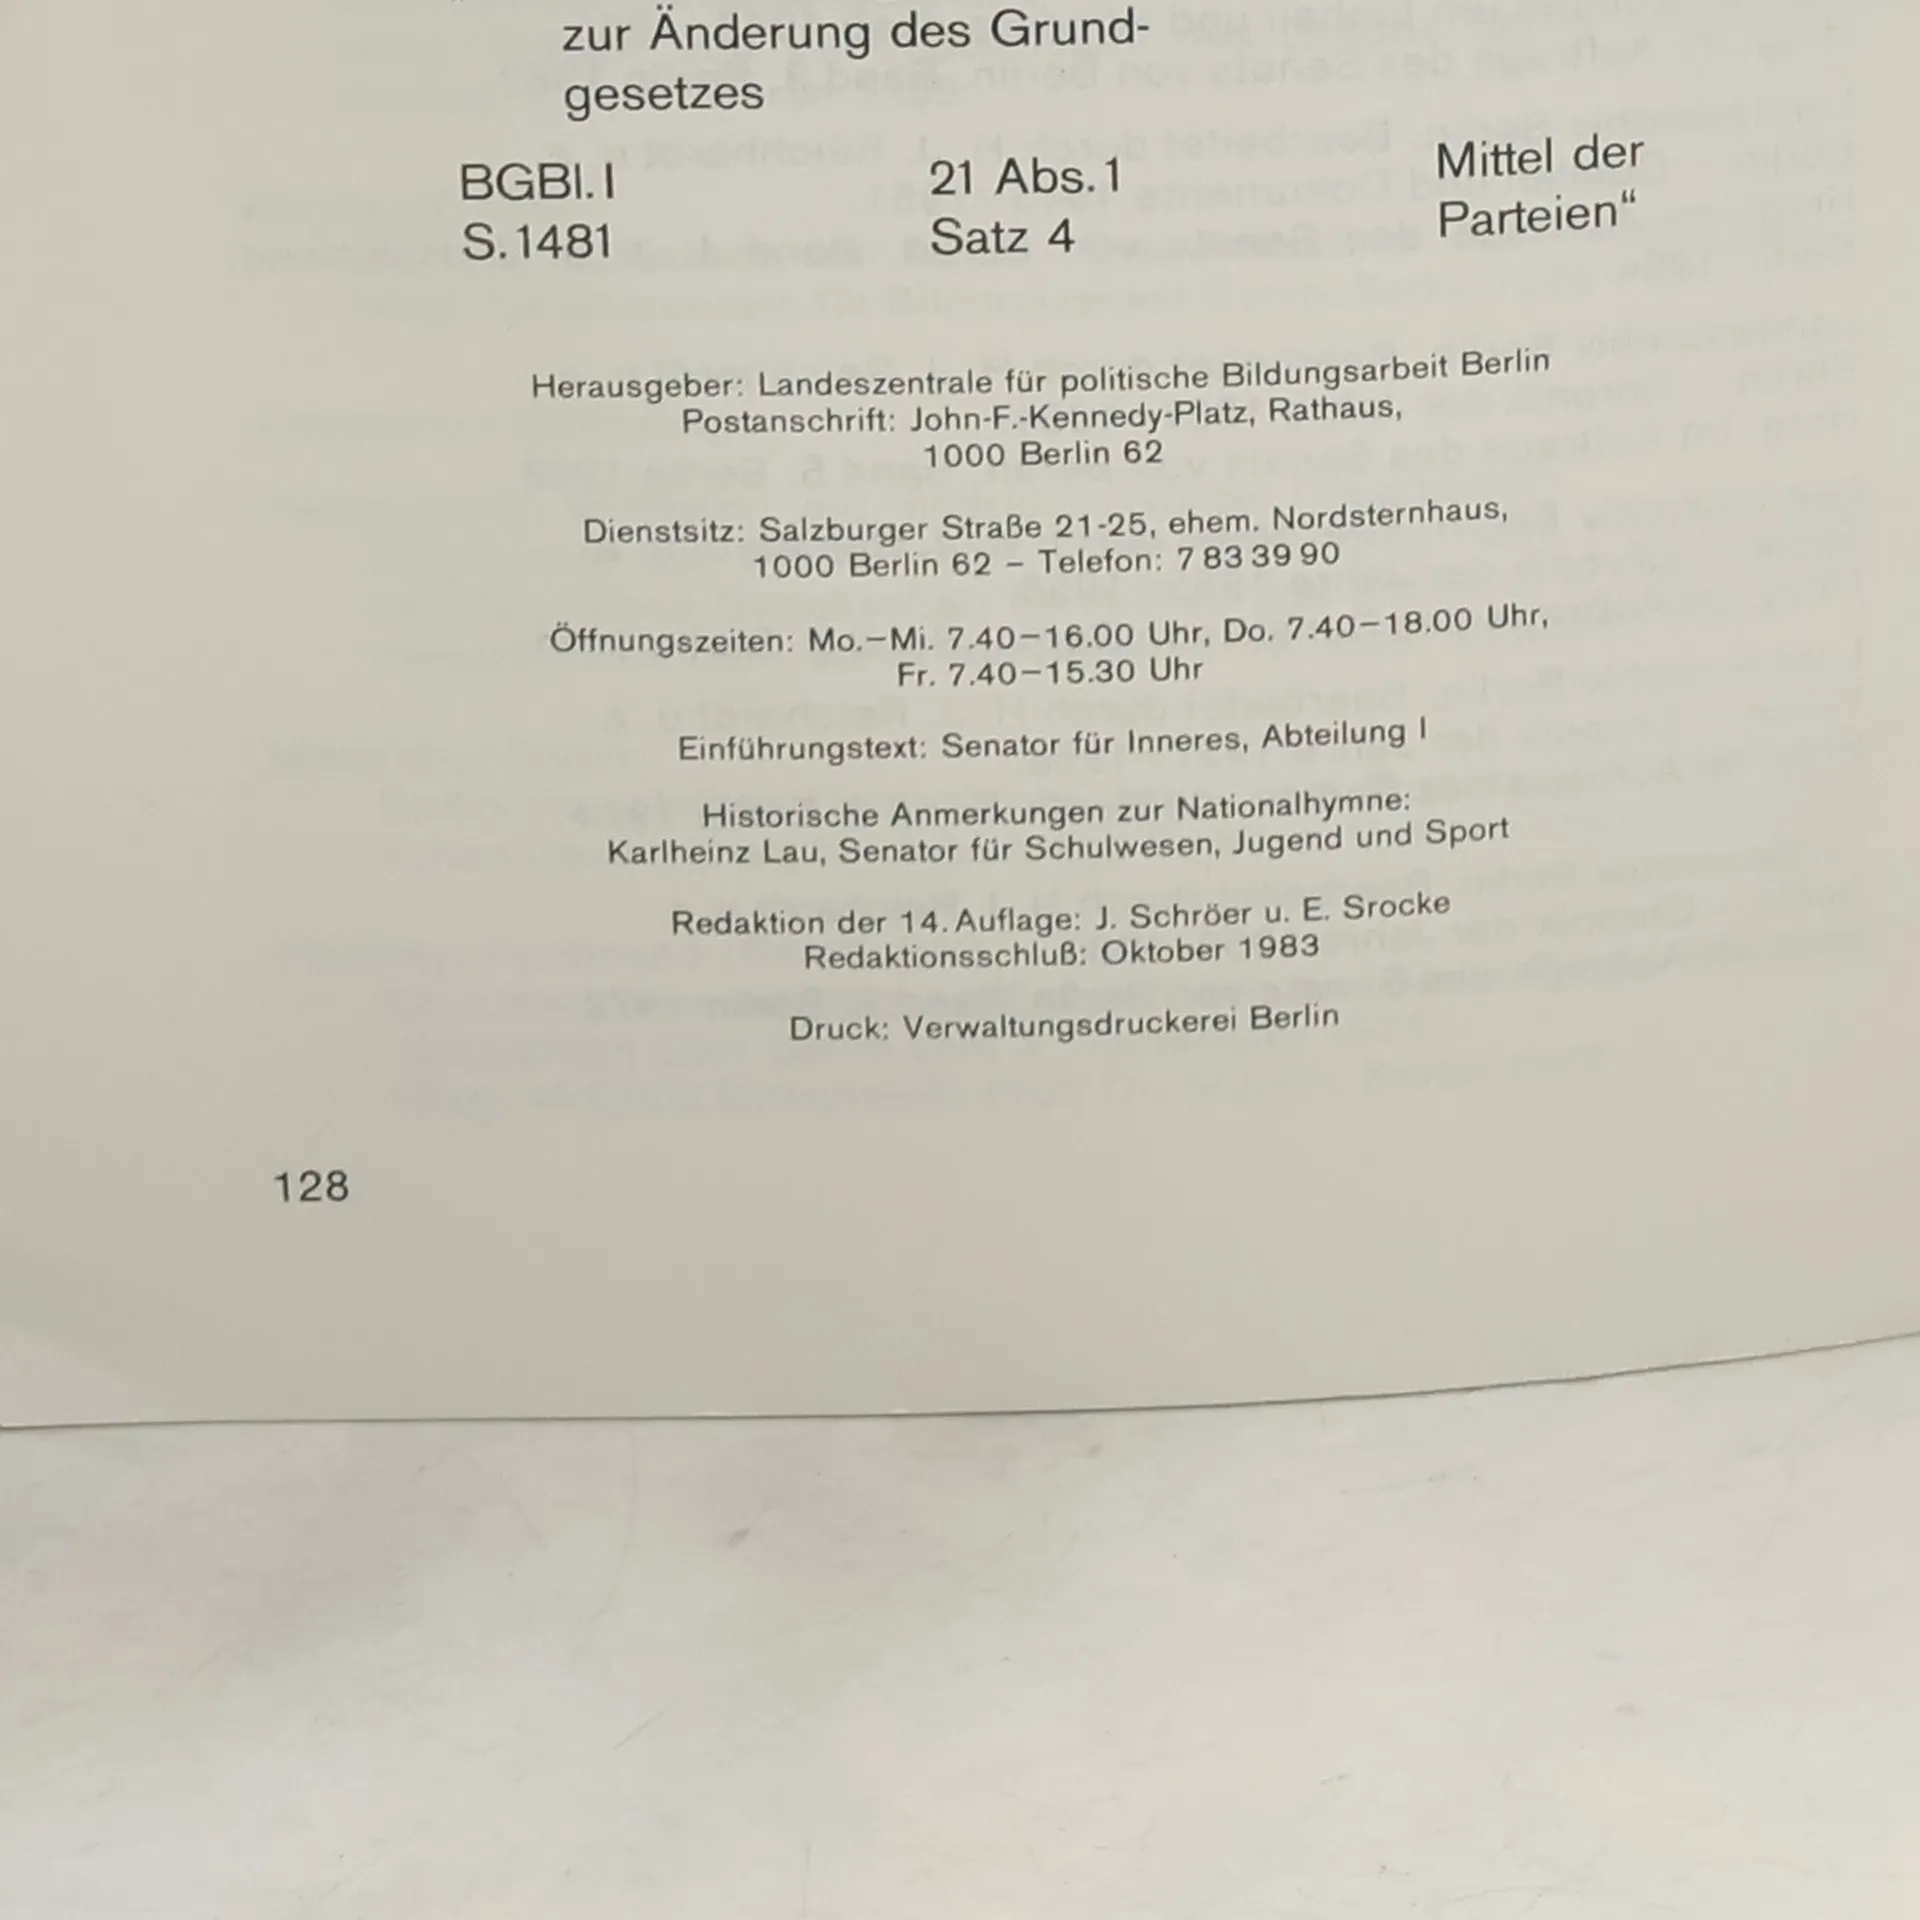 zur Änderung des Grund-
gesetzes
BGBl. I 21 Abs. 1 Mittel der
S. 1481 Satz 4 Parteien“
Herausgeber: Landeszentrale für politische Bildungsarbeit Berlin
Postanschrift: John-F.-Kennedy-Platz, Rathaus,
1000 Berlin 62
Dienstsitz: Salzburger Straße 21-25, ehem. Nordsternhaus,
1000 Berlin 62 – Telefon: 7 83 39 90
Öffnungszeiten: Mo.–Mi. 7.40–16.00 Uhr, Do. 7.40–18.00 Uhr,
Fr. 7.40–15.30 Uhr
Einführungstext: Senator für Inneres, Abteilung I
Historische Anmerkungen zur Nationalhymne:
Karlheinz Lau, Senator für Schulwesen, Jugend und Sport
Redaktion der 14. Auflage: J. Schröer u. E. Srocke
Redaktionsschluß: Oktober 1983
Druck: Verwaltungsdruckerei Berlin
128